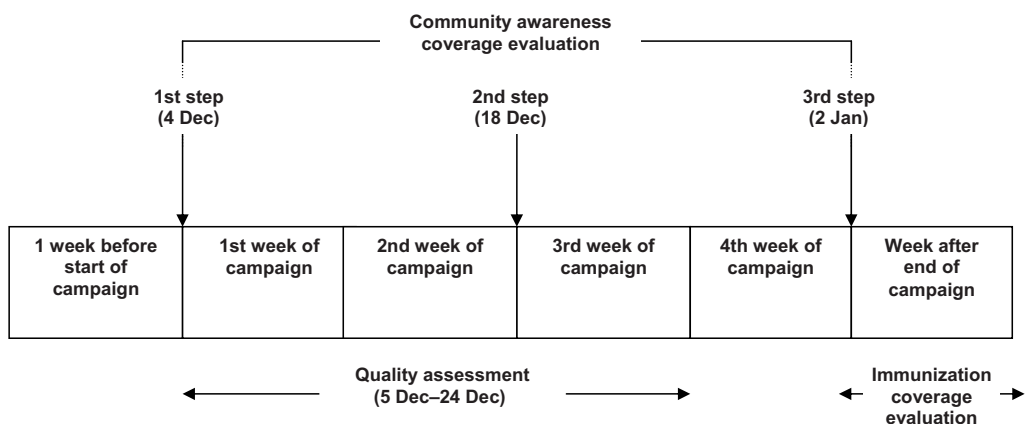 Community awareness
coverage evaluation
1st step
(4 Dec)
2nd step
(18 Dec)
3rd step
(2 Jan)
1 week before
start of
campaign
1st week of
campaign
2nd week of
campaign
3rd week of
campaign
4th week of
campaign
Week after
end of
campaign
Quality assessment
(5 Dec–24 Dec)
Immunization
coverage
evaluation